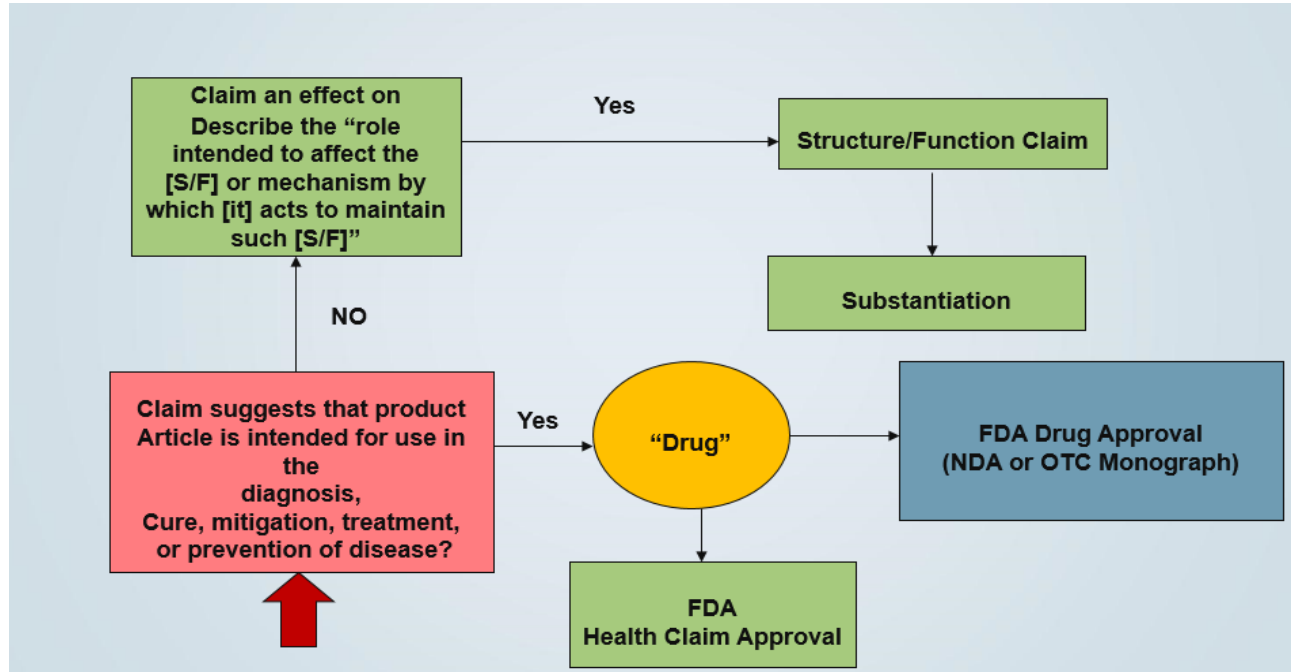 Claim an effect on
Describe the “role
intended to affect the
[S/F] or mechanism by
which [it] acts to maintain
such [S/F]”
Yes
Structure/Function Claim
Substantiation
NO
Claim suggests that product
Article is intended for use in
the
diagnosis,
Cure, mitigation, treatment,
or prevention of disease?
Yes
“Drug”
FDA Drug Approval
(NDA or OTC Monograph)
FDA
Health Claim Approval